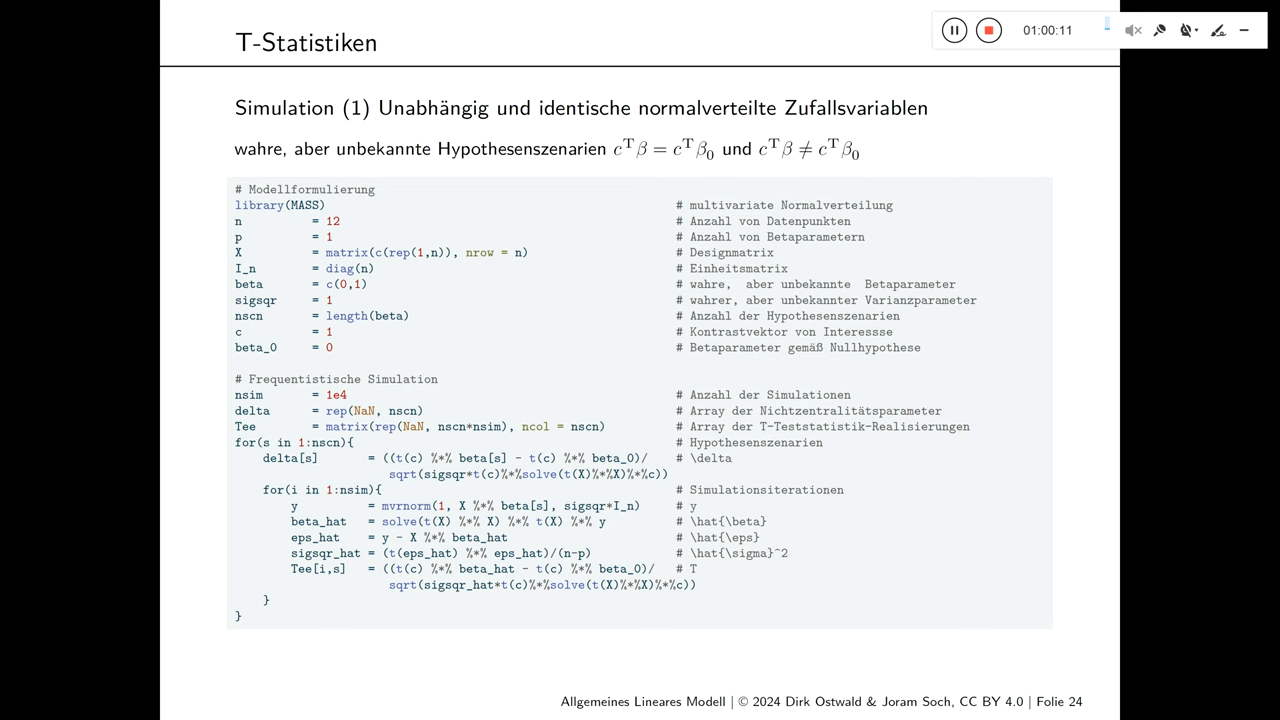 T-Statistiken
01:00:11
Simulation (1) Unabhängig und identische normalverteilte Zufallsvariablen
wahre, aber unbekannte Hypothesenszenarien cᵀβ = cᵀβ₀ und cᵀβ ≠ cᵀβ₀
# Modellformulierung
library(MASS) # multivariate Normalverteilung
n = 12 # Anzahl von Datenpunkten
p = 1 # Anzahl von Betaparametern
X = matrix(c(rep(1,n)), nrow = n) # Designmatrix
I_n = diag(n) # Einheitsmatrix
beta = c(0,1) # wahre, aber unbekannte Betaparameter
sigsqr = 1 # wahrer, aber unbekannter Varianzparameter
nscn = length(beta) # Anzahl der Hypothesenszenarien
c = 1 # Kontrastvektor von Interessse
beta_0 = 0 # Betaparameter gemäß Nullhypothese
# Frequentistische Simulation
nsim = 1e4 # Anzahl der Simulationen
delta = rep(NaN, nscn) # Array der Nichtzentralitätsparameter
Tee = matrix(rep(NaN, nscn*nsim), ncol = nscn) # Array der T-Teststatistik-Realisierungen
for(s in 1:nscn){ # Hypothesenszenarien
delta[s] = ((t(c) %*% beta[s] - t(c) %*% beta_0)/ # \delta
sqrt(sigsqr*t(c)%*%solve(t(X)%*%X)%*%c))
for(i in 1:nsim){ # Simulationsiterationen
y = mvrnorm(1, X %*% beta[s], sigsqr*I_n) # y
beta_hat = solve(t(X) %*% X) %*% t(X) %*% y # \hat{\beta}
eps_hat = y - X %*% beta_hat # \hat{\eps}
sigsqr_hat = (t(eps_hat) %*% eps_hat)/(n-p) # \hat{\sigma}^2
Tee[i,s] = ((t(c) %*% beta_hat - t(c) %*% beta_0)/ # T
sqrt(sigsqr_hat*t(c)%*%solve(t(X)%*%X)%*%c))
}
}
Allgemeines Lineares Modell | © 2024 Dirk Ostwald & Joram Soch, CC BY 4.0 | Folie 24